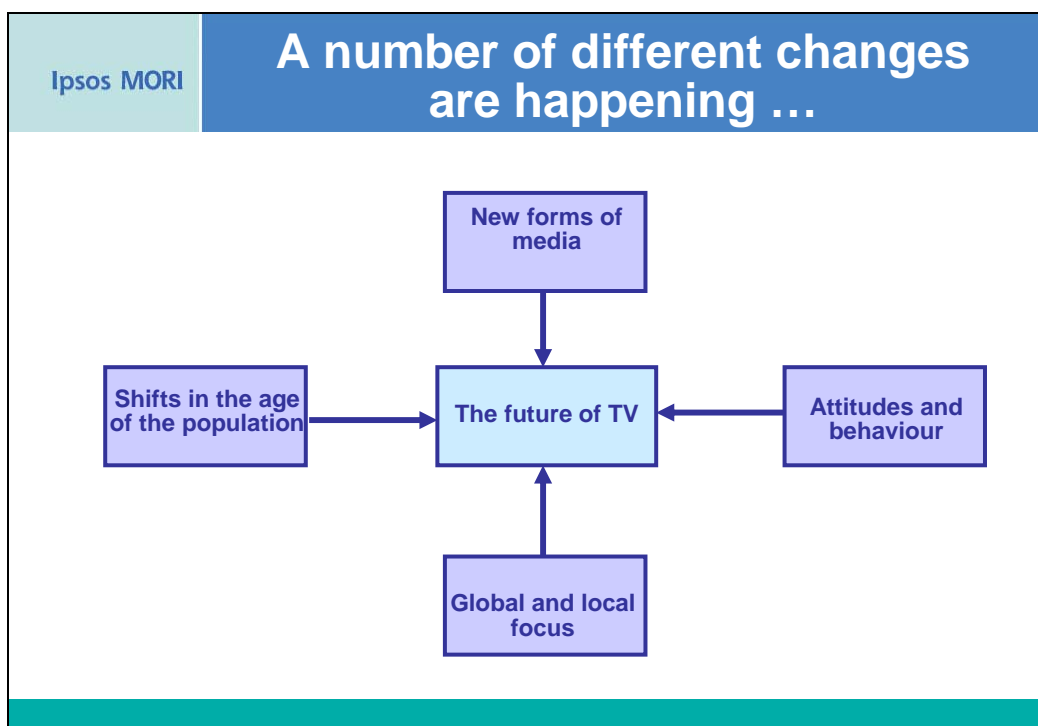 Ipsos MORI
A number of different changes
are happening …
New forms of
media
Shifts in the age
of the population
The future of TV
Attitudes and
behaviour
Global and local
focus